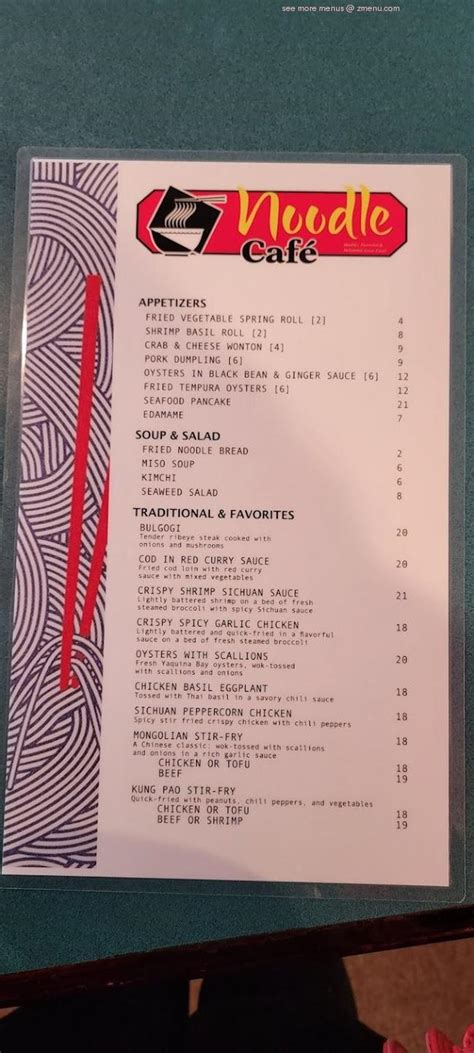 see more menus @ zmenu.com
Noodle
Café
APPETIZERS
FRIED VEGETABLE SPRING ROLL [2] 4
SHRIMP BASIL ROLL [2] 8
CRAB & CHEESE WONTON [4] 9
PORK DUMPLING [6] 9
OYSTERS IN BLACK BEAN & GINGER SAUCE [6] 12
FRIED TEMPURA OYSTERS [6] 12
SEAFOOD PANCAKE 21
EDAMAME 7
SOUP & SALAD
FRIED NOODLE BREAD 2
MISO SOUP 6
KIMCHI 6
SEAWEED SALAD 8
TRADITIONAL & FAVORITES
BULGOGI 20
Tender ribeye steak cooked with
onions and mushrooms
COD IN RED CURRY SAUCE 20
Fried cod loin with red curry
sauce with mixed vegetables
CRISPY SHRIMP SICHUAN SAUCE 21
Lightly battered shrimp on a bed of fresh
steamed broccoli with spicy Sichuan sauce
CRISPY SPICY GARLIC CHICKEN 18
Lightly battered and quick-fried in a flavorful
sauce on a bed of fresh steamed broccoli
OYSTERS WITH SCALLIONS 20
Fresh Yaquina Bay oysters, wok-tossed
with scallions and onions
CHICKEN BASIL EGGPLANT 18
Tossed with Thai basil in a savory chili sauce
SICHUAN PEPPERCORN CHICKEN 18
Spicy stir fried crispy chicken with chili peppers
MONGOLIAN STIR-FRY 18
A Chinese classic: wok-tossed with scallions
and onions in a rich garlic sauce
CHICKEN OR TOFU 18
BEEF 19
KUNG PAO STIR-FRY
Quick-fried with peanuts, chili peppers, and vegetables
CHICKEN OR TOFU 18
BEEF OR SHRIMP 19